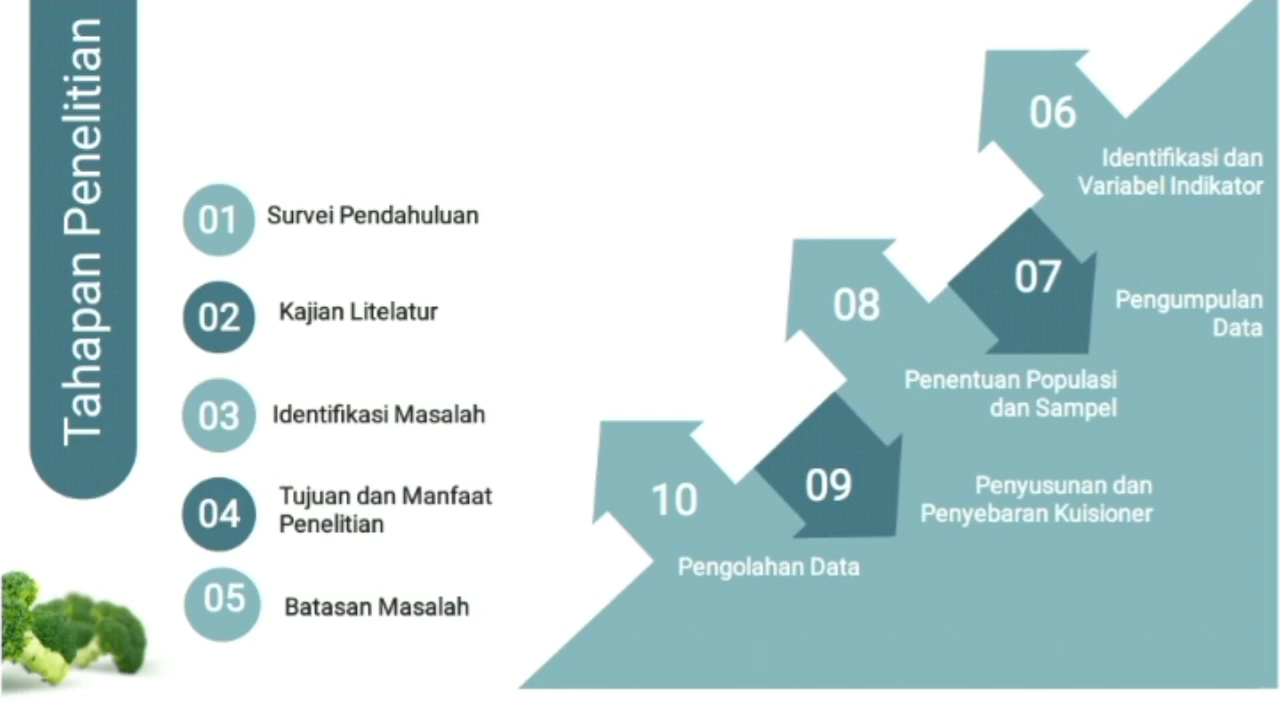 Tahapan Penelitian
01
Survei Pendahuluan
02
Kajian Litelatur
03
Identifikasi Masalah
04
Tujuan dan Manfaat
Penelitian
05
Batasan Masalah
06
Identifikasi dan
Variabel Indikator
07
Pengumpulan
Data
08
Penentuan Populasi
dan Sampel
09
Penyusunan dan
Penyebaran Kuisioner
10
Pengolahan Data